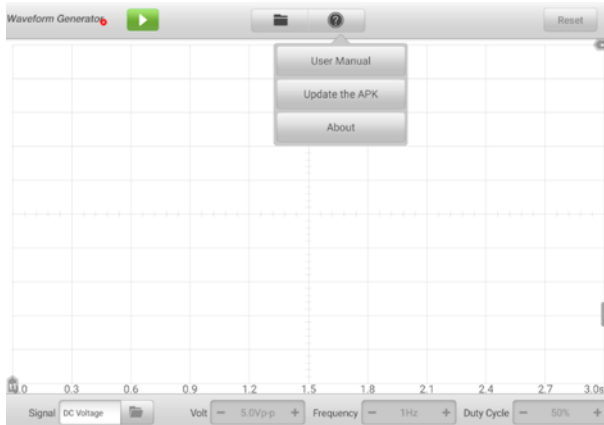 Waveform Generator
Reset
User Manual
Update the APK
About
0.3 0.6 0.9 1.2 1.5 1.8 2.1 2.4 2.7 3.0s
Signal DC Voltage Volt − 5.0Vp-p + Frequency − 1Hz + Duty Cycle − 50% +